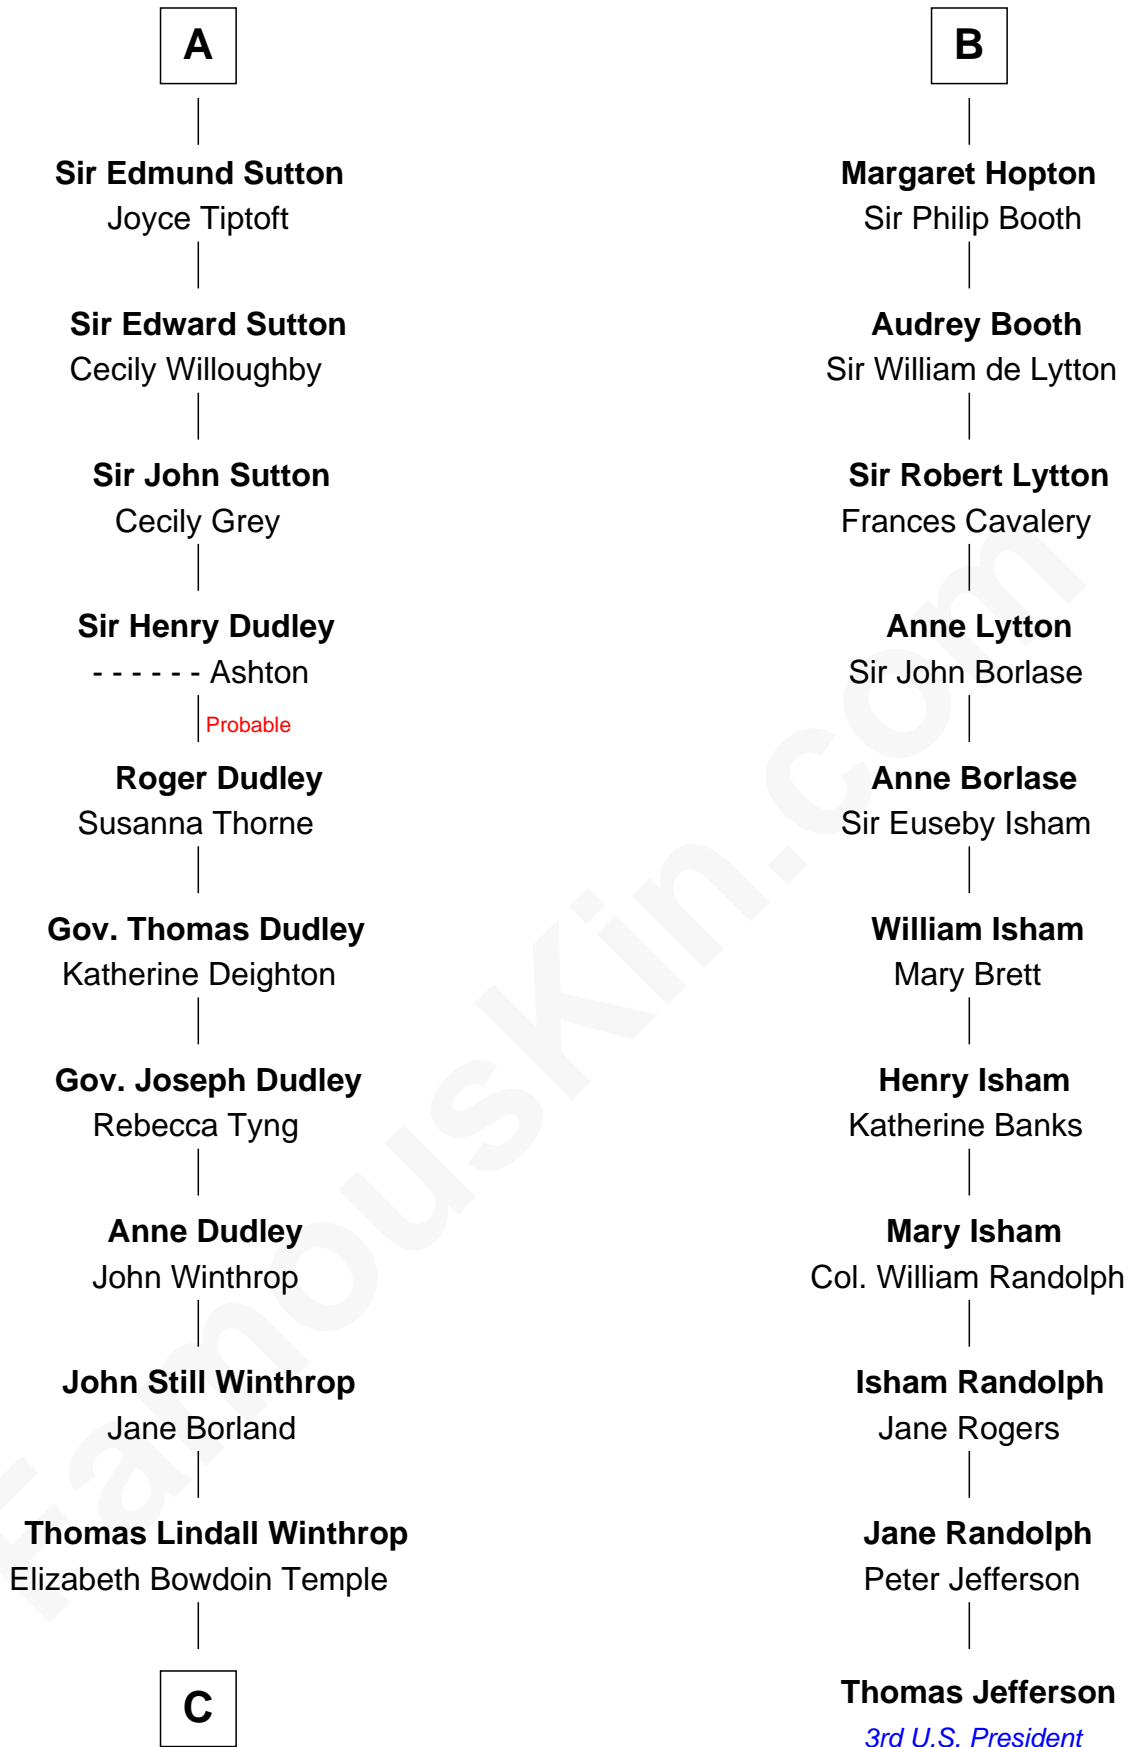 A
Sir Edmund Sutton
Joyce Tiptoft
Sir Edward Sutton
Cecily Willoughby
Sir John Sutton
Cecily Grey
Sir Henry Dudley
- - - - - - Ashton
Probable
Roger Dudley
Susanna Thorne
Gov. Thomas Dudley
Katherine Deighton
Gov. Joseph Dudley
Rebecca Tyng
Anne Dudley
John Winthrop
John Still Winthrop
Jane Borland
Thomas Lindall Winthrop
Elizabeth Bowdoin Temple
C
B
Margaret Hopton
Sir Philip Booth
Audrey Booth
Sir William de Lytton
Sir Robert Lytton
Frances Cavalery
Anne Lytton
Sir John Borlase
Anne Borlase
Sir Euseby Isham
William Isham
Mary Brett
Henry Isham
Katherine Banks
Mary Isham
Col. William Randolph
Isham Randolph
Jane Rogers
Jane Randolph
Peter Jefferson
Thomas Jefferson
3rd U.S. President
FamousKin.com